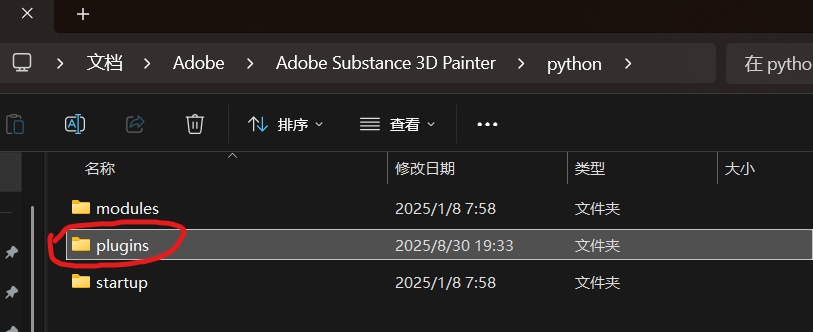 文档 > Adobe > Adobe Substance 3D Painter > python >
在 pytho
排序 查看
名称 修改日期 类型 大小
modules 2025/1/8 7:58 文件夹
plugins 2025/8/30 19:33 文件夹
startup 2025/1/8 7:58 文件夹